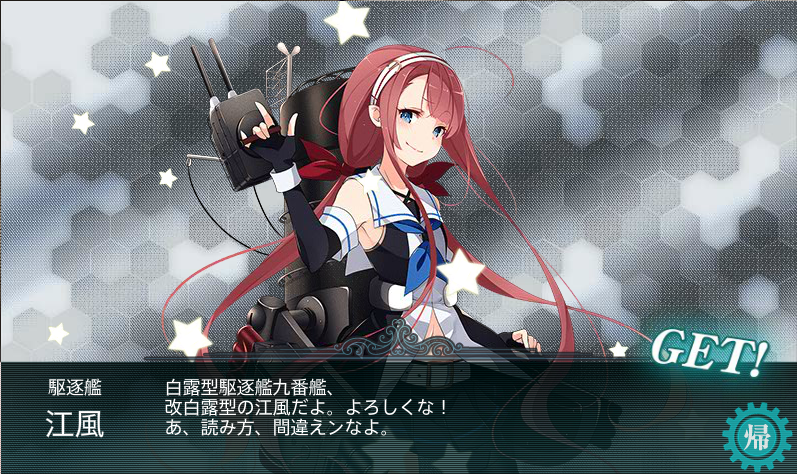 GET!
駆逐艦
江風
白露型駆逐艦九番艦、
改白露型の江風だよ。よろしくな！
あ、読み方、間違えンなよ。
帰